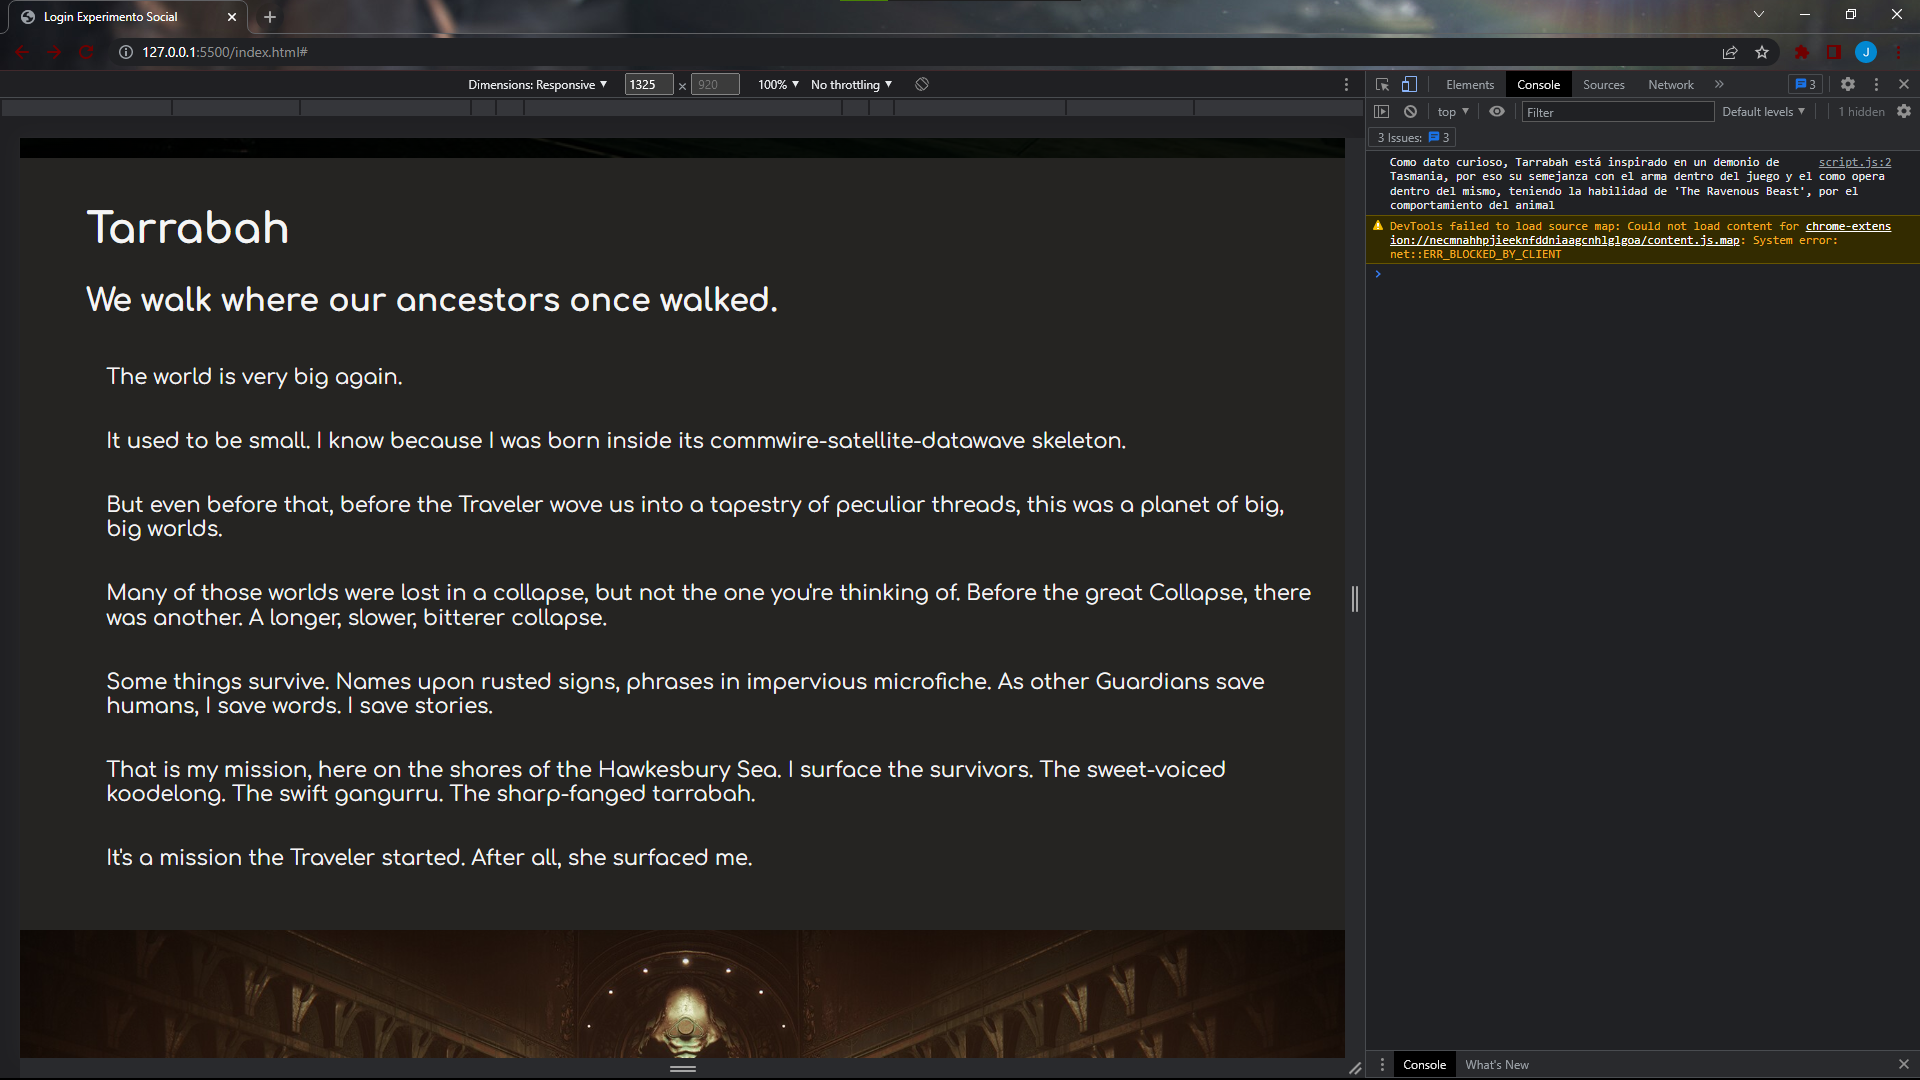 Login Experimento Social
127.0.0.1:5500/index.html#
J
Dimensions: Responsive 1325 × 920 100% No throttling
Elements Console Sources Network 3
top Filter Default levels 1 hidden
3 Issues: 3
Como dato curioso, Tarrabah está inspirado en un demonio de script.js:2
Tasmania, por eso su semejanza con el arma dentro del juego y el como opera
dentro del mismo, teniendo la habilidad de 'The Ravenous Beast', por el
comportamiento del animal
DevTools failed to load source map: Could not load content for chrome-extens
ion://necmnahhpjieeknfddniaagcnhlglgoa/content.js.map: System error:
net::ERR_BLOCKED_BY_CLIENT
Tarrabah
We walk where our ancestors once walked.
The world is very big again.
It used to be small. I know because I was born inside its commwire-satellite-datawave skeleton.
But even before that, before the Traveler wove us into a tapestry of peculiar threads, this was a planet of big,
big worlds.
Many of those worlds were lost in a collapse, but not the one you're thinking of. Before the great Collapse, there
was another. A longer, slower, bitterer collapse.
Some things survive. Names upon rusted signs, phrases in impervious microfiche. As other Guardians save
humans, I save words. I save stories.
That is my mission, here on the shores of the Hawkesbury Sea. I surface the survivors. The sweet-voiced
koodelong. The swift gangurru. The sharp-fanged tarrabah.
It's a mission the Traveler started. After all, she surfaced me.
Console What's New